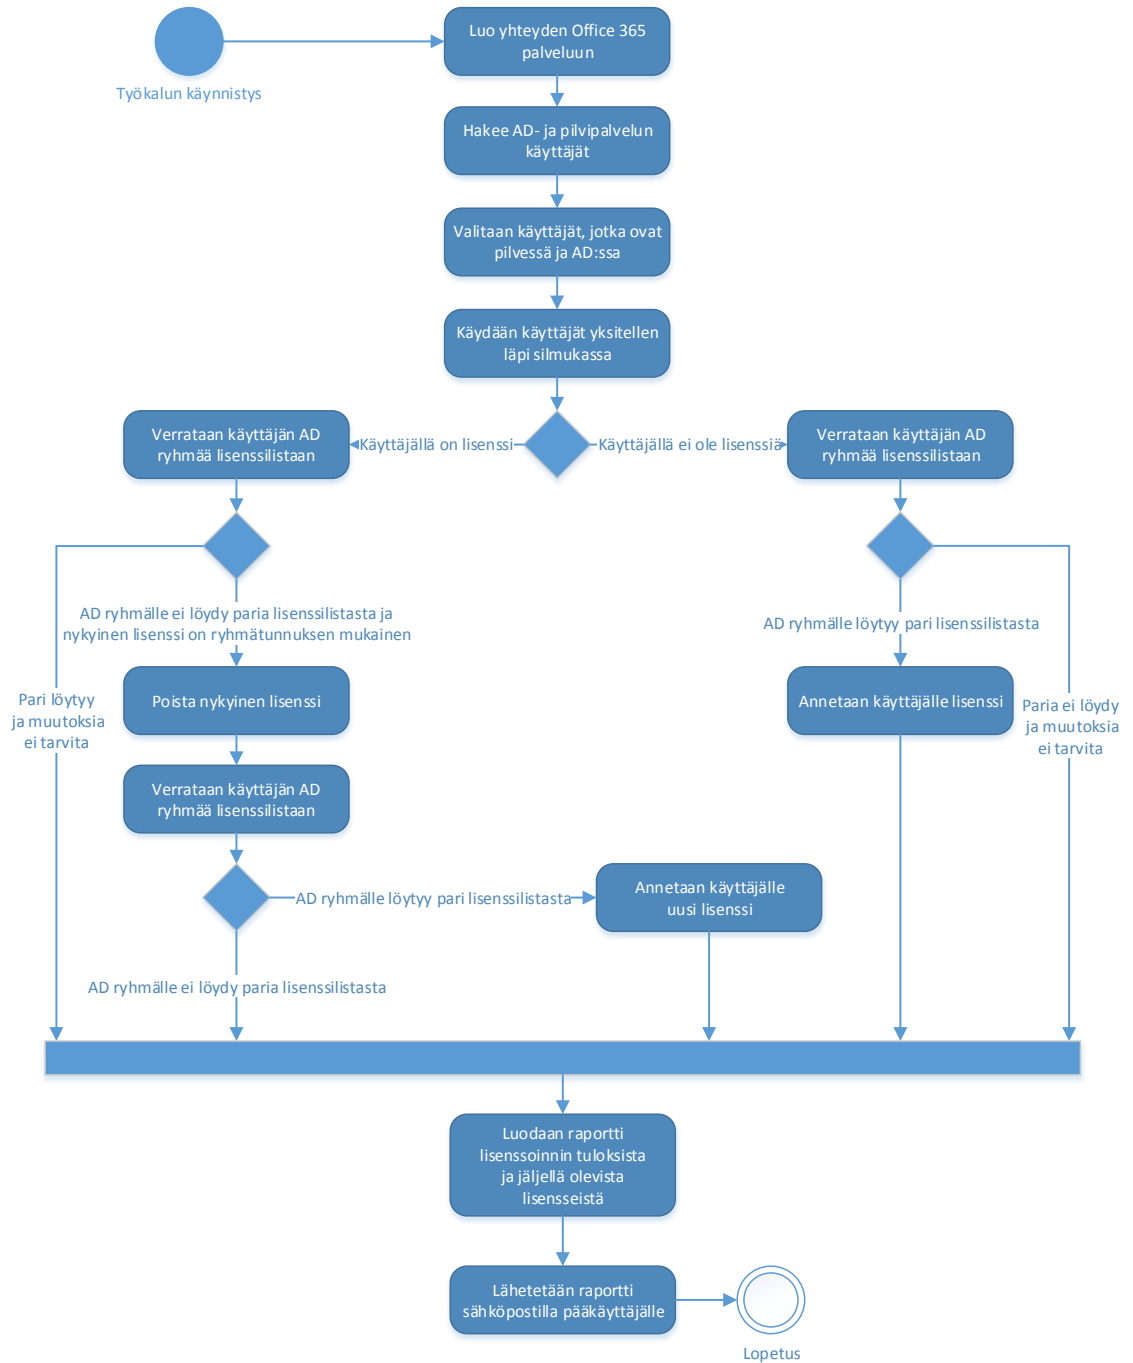 Luo yhteyden Office 365
palveluun
Työkalun käynnistys
Hakee AD- ja pilvipalvelun
käyttäjät
Valitaan käyttäjät, jotka ovat
pilvessä ja AD:ssa
Käydään käyttäjät yksitellen
läpi silmukassa
Verrataan käyttäjän AD
ryhmää lisenssilistaan
Käyttäjällä on lisenssi
Käyttäjällä ei ole lisenssiä
Verrataan käyttäjän AD
ryhmää lisenssilistaan
AD ryhmälle ei löydy paria lisenssilistasta ja
nykyinen lisenssi on ryhmätunnuksen mukainen
AD ryhmälle löytyy pari lisenssilistasta
Pari löytyy
ja muutoksia
ei tarvita
Poista nykyinen lisenssi
Annetaan käyttäjälle lisenssi
Paria ei löydy
ja muutoksia
ei tarvita
Verrataan käyttäjän AD
ryhmää lisenssilistaan
AD ryhmälle löytyy pari lisenssilistasta
Annetaan käyttäjälle
uusi lisenssi
AD ryhmälle ei löydy paria lisenssilistasta
Luodaan raportti
lisenssoinnin tuloksista
ja jäljellä olevista
lisensseistä
Lähetetään raportti
sähköpostilla pääkäyttäjälle
Lopetus